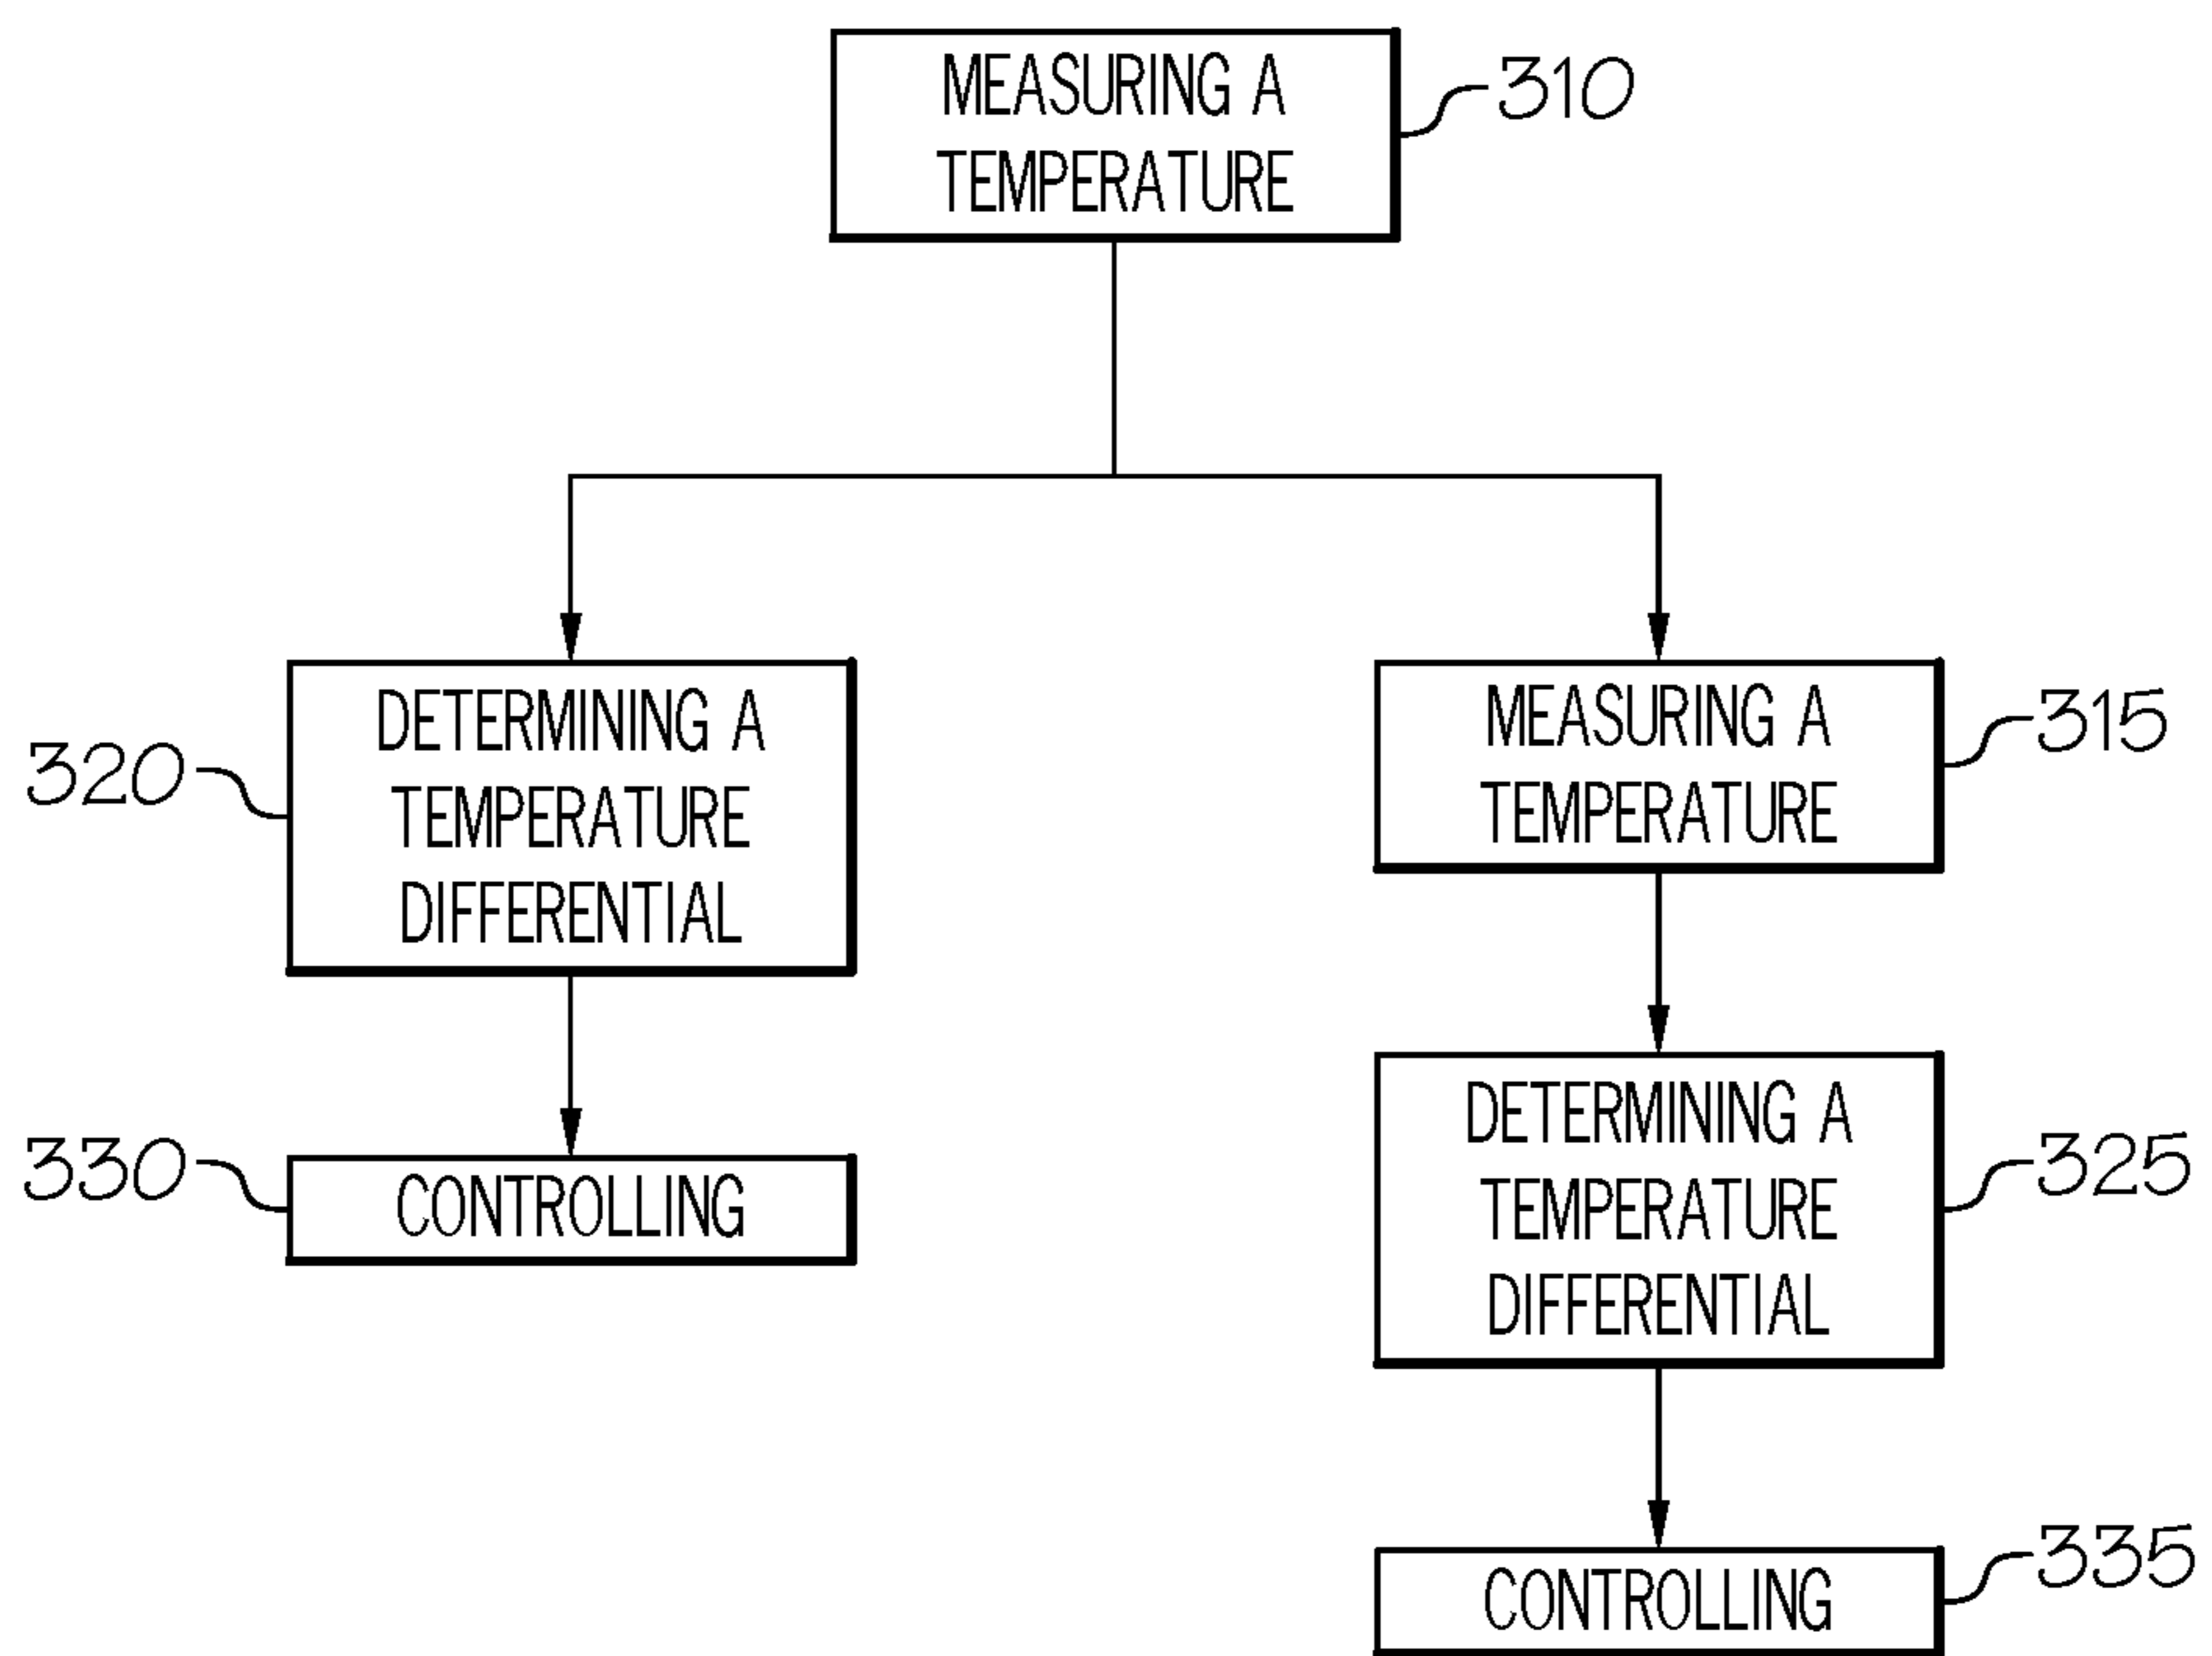 MEASURING A
TEMPERATURE
310
DETERMINING A
TEMPERATURE
DIFFERENTIAL
320
MEASURING A
TEMPERATURE
315
CONTROLLING
330
DETERMINING A
TEMPERATURE
DIFFERENTIAL
325
CONTROLLING
335